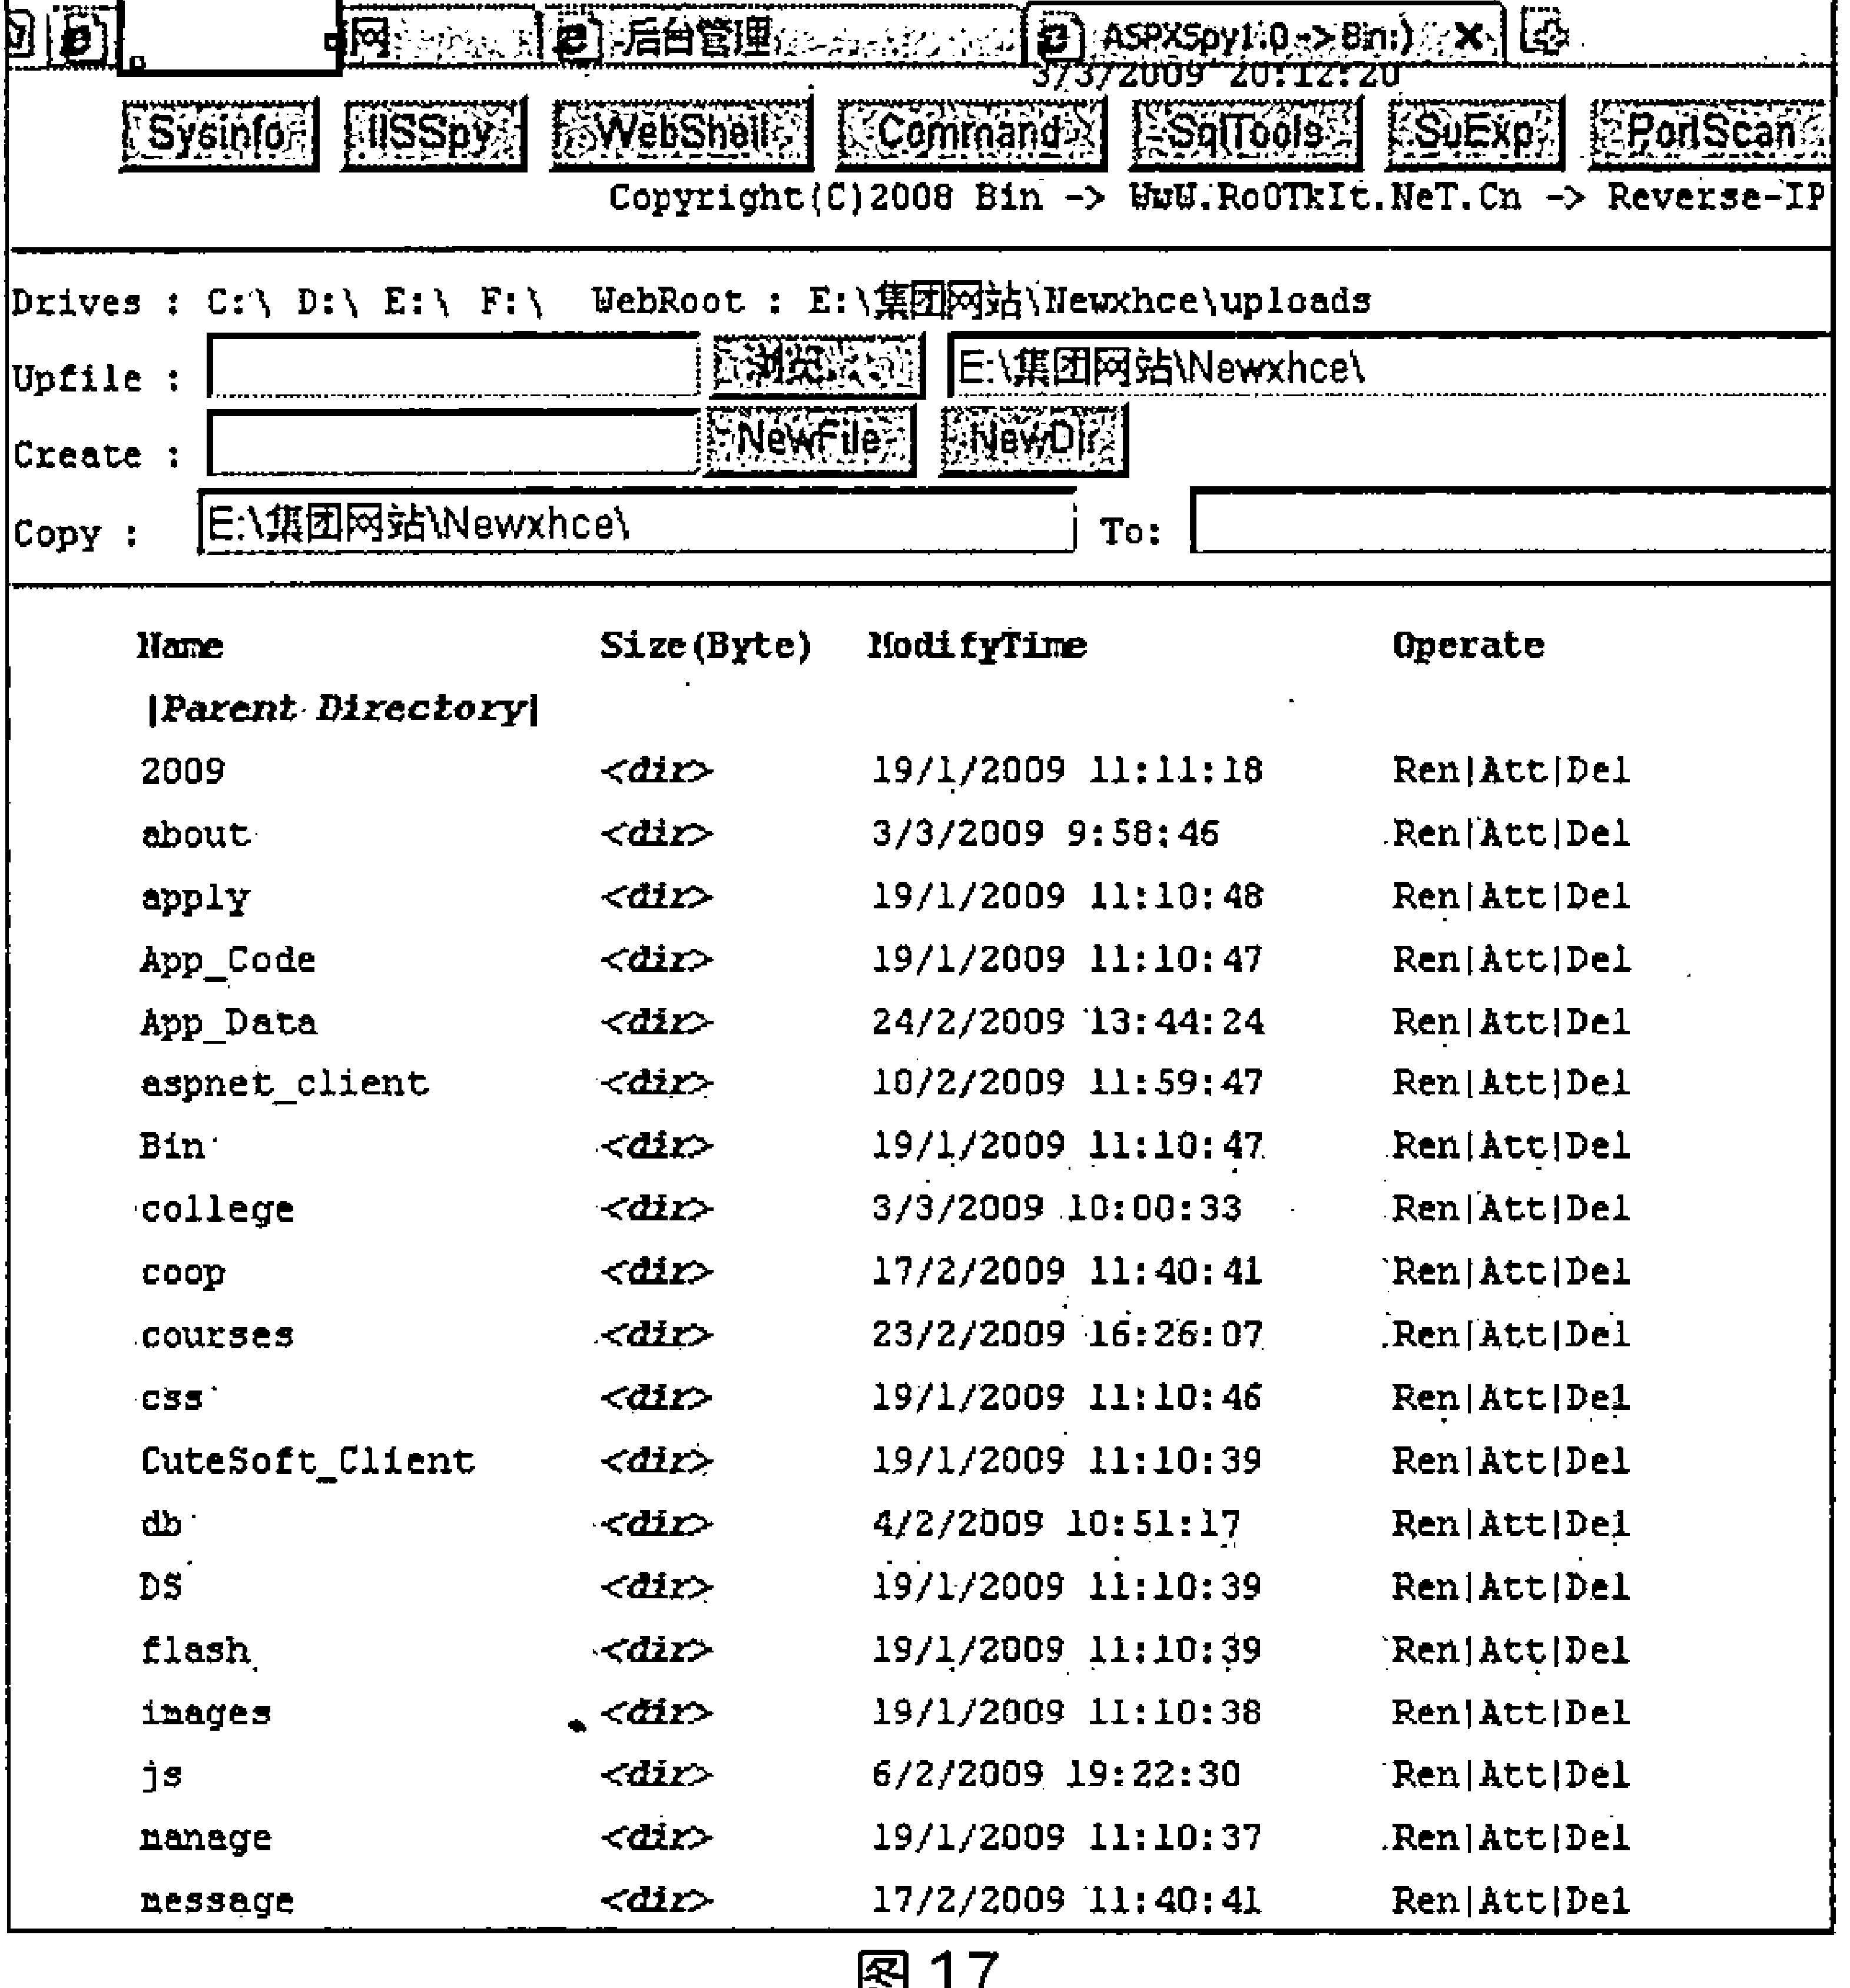 网 后台管理 ASPXSpy1.0 -> Bin:)
3/3/2009 20:12:20
Sysinfo IISSpy WebShell Command SqlTools SuExp PortScan
Copyright(C)2008 Bin -> WwW.RoOTkIt.NeT.Cn -> Reverse-IP
Drives : C:\ D:\ E:\ F:\ WebRoot : E:\集团网站\Newxhce\uploads
Upfile : 浏览... E:\集团网站\Newxhce\
Create : NewFile NewDir
Copy : E:\集团网站\Newxhce\ To:
Name Size(Byte) ModifyTime Operate
|Parent Directory|
2009 <dir> 19/1/2009 11:11:18 Ren|Att|Del
about <dir> 3/3/2009 9:58:46 Ren|Att|Del
apply <dir> 19/1/2009 11:10:48 Ren|Att|Del
App_Code <dir> 19/1/2009 11:10:47 Ren|Att|Del
App_Data <dir> 24/2/2009 13:44:24 Ren|Att|Del
aspnet_client <dir> 10/2/2009 11:59:47 Ren|Att|Del
Bin <dir> 19/1/2009 11:10:47 Ren|Att|Del
college <dir> 3/3/2009 10:00:33 Ren|Att|Del
coop <dir> 17/2/2009 11:40:41 Ren|Att|Del
courses <dir> 23/2/2009 16:26:07 Ren|Att|Del
css <dir> 19/1/2009 11:10:46 Ren|Att|Del
CuteSoft_Client <dir> 19/1/2009 11:10:39 Ren|Att|Del
db <dir> 4/2/2009 10:51:17 Ren|Att|Del
DS <dir> 19/1/2009 11:10:39 Ren|Att|Del
flash <dir> 19/1/2009 11:10:39 Ren|Att|Del
images <dir> 19/1/2009 11:10:38 Ren|Att|Del
js <dir> 6/2/2009 19:22:30 Ren|Att|Del
manage <dir> 19/1/2009 11:10:37 Ren|Att|Del
message <dir> 17/2/2009 11:40:41 Ren|Att|Del
图 17